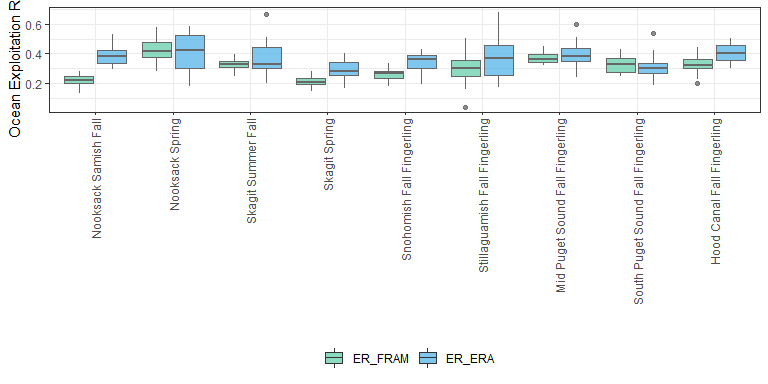 Ocean Exploitation R
0.6
0.4
0.2
Nooksack Samish Fall
Nooksack Spring
Skagit Summer Fall
Skagit Spring
Snohomish Fall Fingerling
Stillaguamish Fall Fingerling
Mid Puget Sound Fall Fingerling
South Puget Sound Fall Fingerling
Hood Canal Fall Fingerling
ER_FRAM
ER_ERA